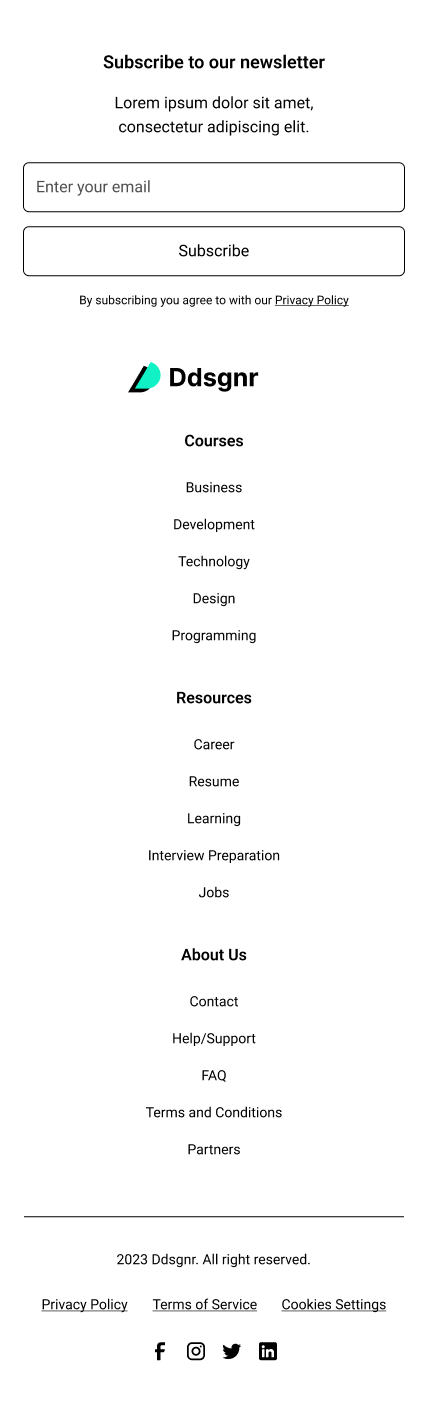 Subscribe to our newsletter
Lorem ipsum dolor sit amet,
consectetur adipiscing elit.
Enter your email
Subscribe
By subscribing you agree to with our Privacy Policy
Ddsgnr
Courses
Business
Development
Technology
Design
Programming
Resources
Career
Resume
Learning
Interview Preparation
Jobs
About Us
Contact
Help/Support
FAQ
Terms and Conditions
Partners
2023 Ddsgnr. All right reserved.
Privacy Policy Terms of Service Cookies Settings